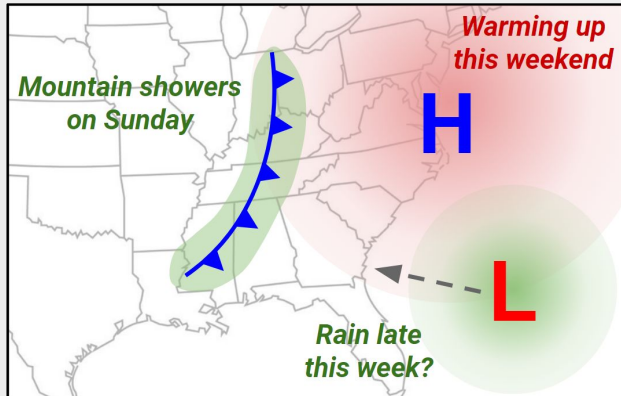 Warming up
this weekend
Mountain showers
on Sunday
H
L
Rain late
this week?